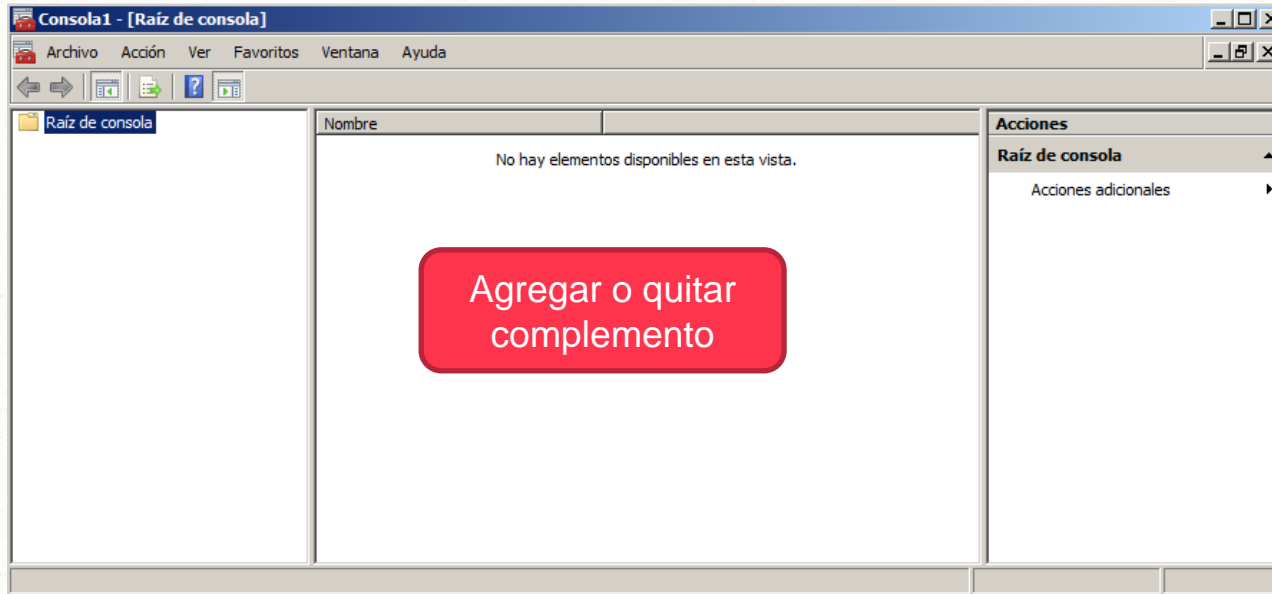 Consola1 - [Raíz de consola]
Archivo Acción Ver Favoritos Ventana Ayuda
Raíz de consola
Nombre
No hay elementos disponibles en esta vista.
Acciones
Raíz de consola
Acciones adicionales
Agregar o quitar
complemento